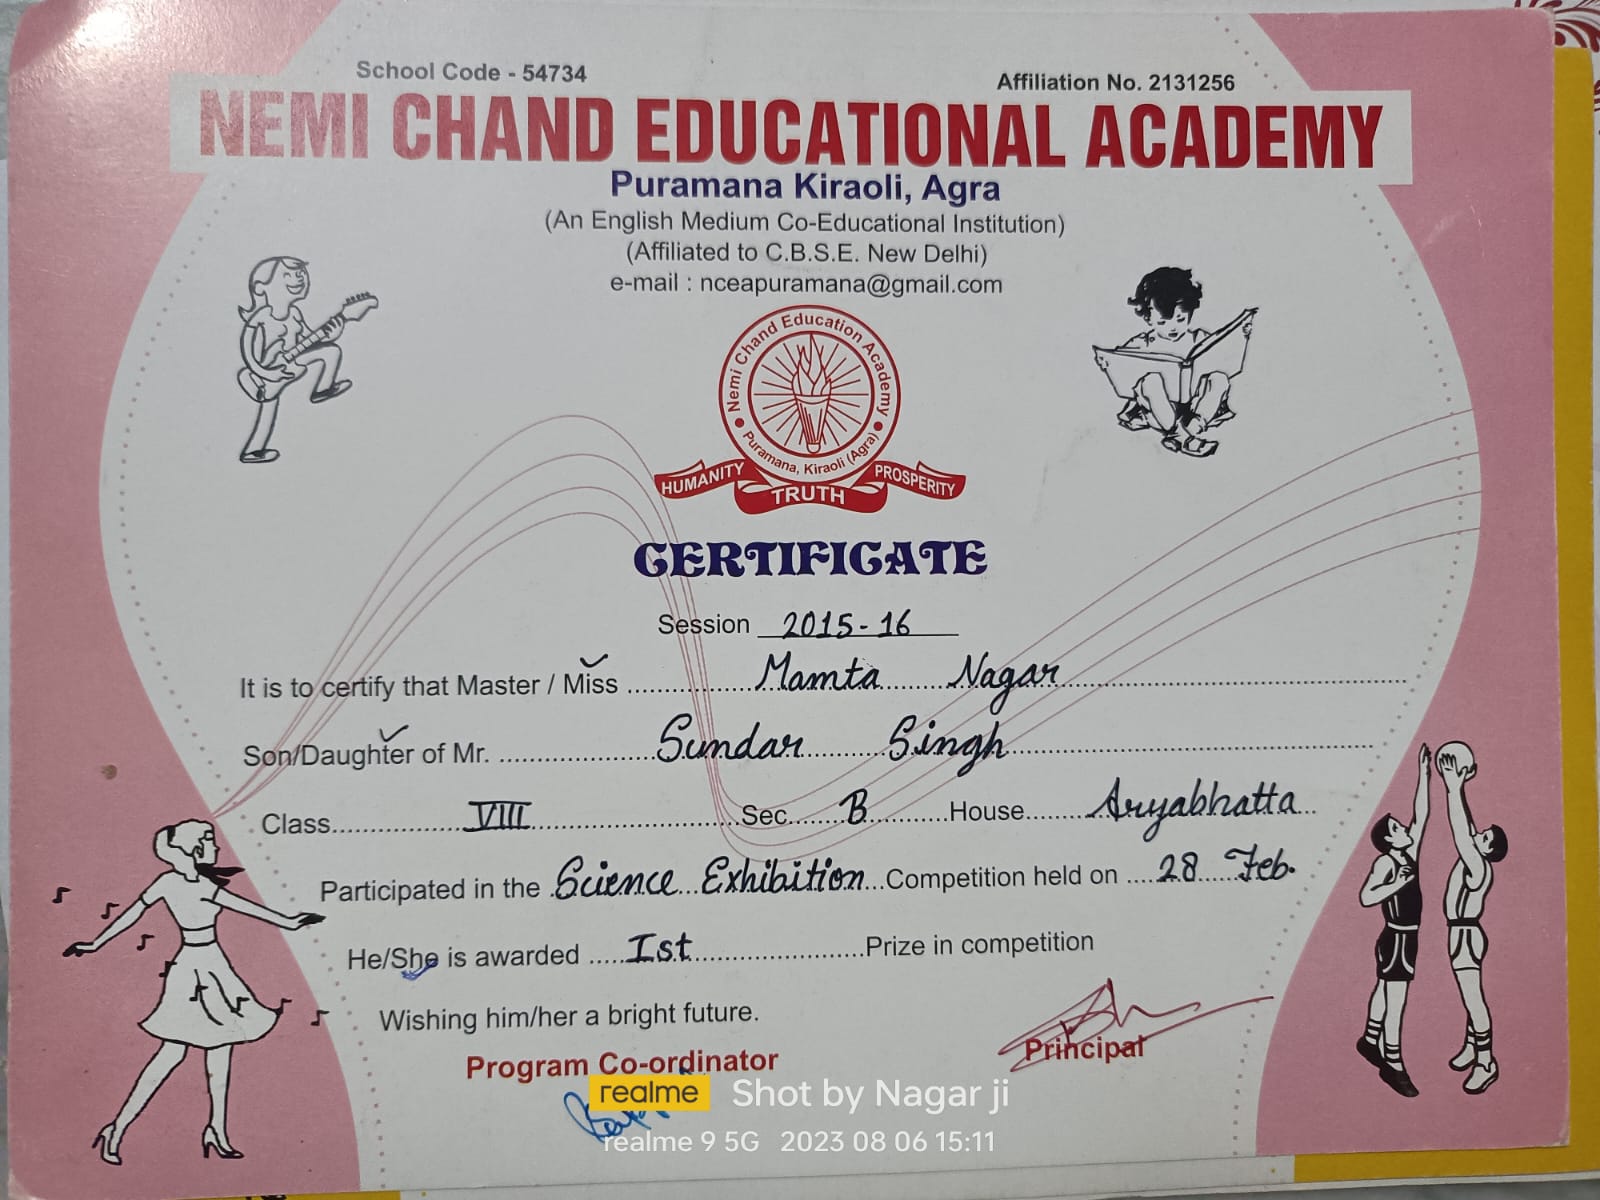 School Code - 54734
Affiliation No. 2131256
NEMI CHAND EDUCATIONAL ACADEMY
Puramana Kiraoli, Agra
(An English Medium Co-Educational Institution)
(Affiliated to C.B.S.E. New Delhi)
e-mail : nceapuramana@gmail.com
Nemi Chand Education Academy
Puramana, Kiraoli (Agra)
HUMANITY TRUTH PROSPERITY
CERTIFICATE
Session 2015-16
It is to certify that Master / Miss Mamta Nagar
Son/Daughter of Mr. Sundar Singh
Class VIII Sec. B House Aryabhatta
Participated in the Science Exhibition Competition held on 28 Feb.
He/She is awarded Ist Prize in competition
Wishing him/her a bright future.
Program Co-ordinator
Principal
realme Shot by Nagar ji
realme 9 5G 2023 08 06 15:11